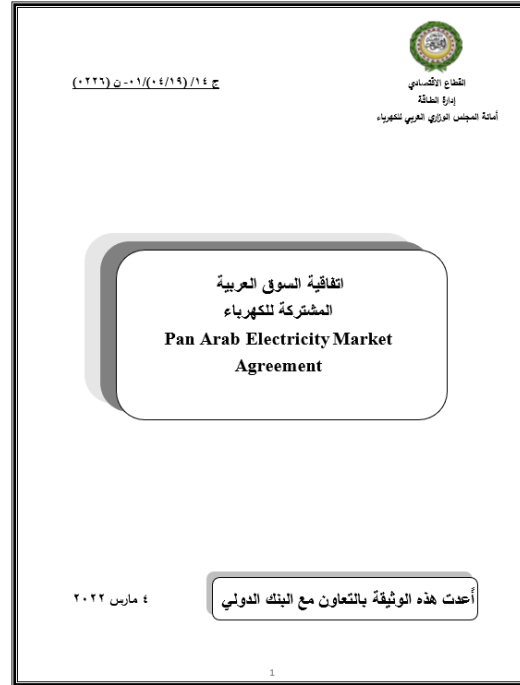 القطاع الاقتصادي
إدارة الطاقة
أمانة المجلس الوزاري العربي للكهرباء
ج ١٤/ (٠٤/١٩)/٠١- ن (٠٢٢٦)
اتفاقية السوق العربية
المشتركة للكهرباء
Pan Arab Electricity Market
Agreement
أُعدت هذه الوثيقة بالتعاون مع البنك الدولي
٤ مارس ٢٠٢٢
1